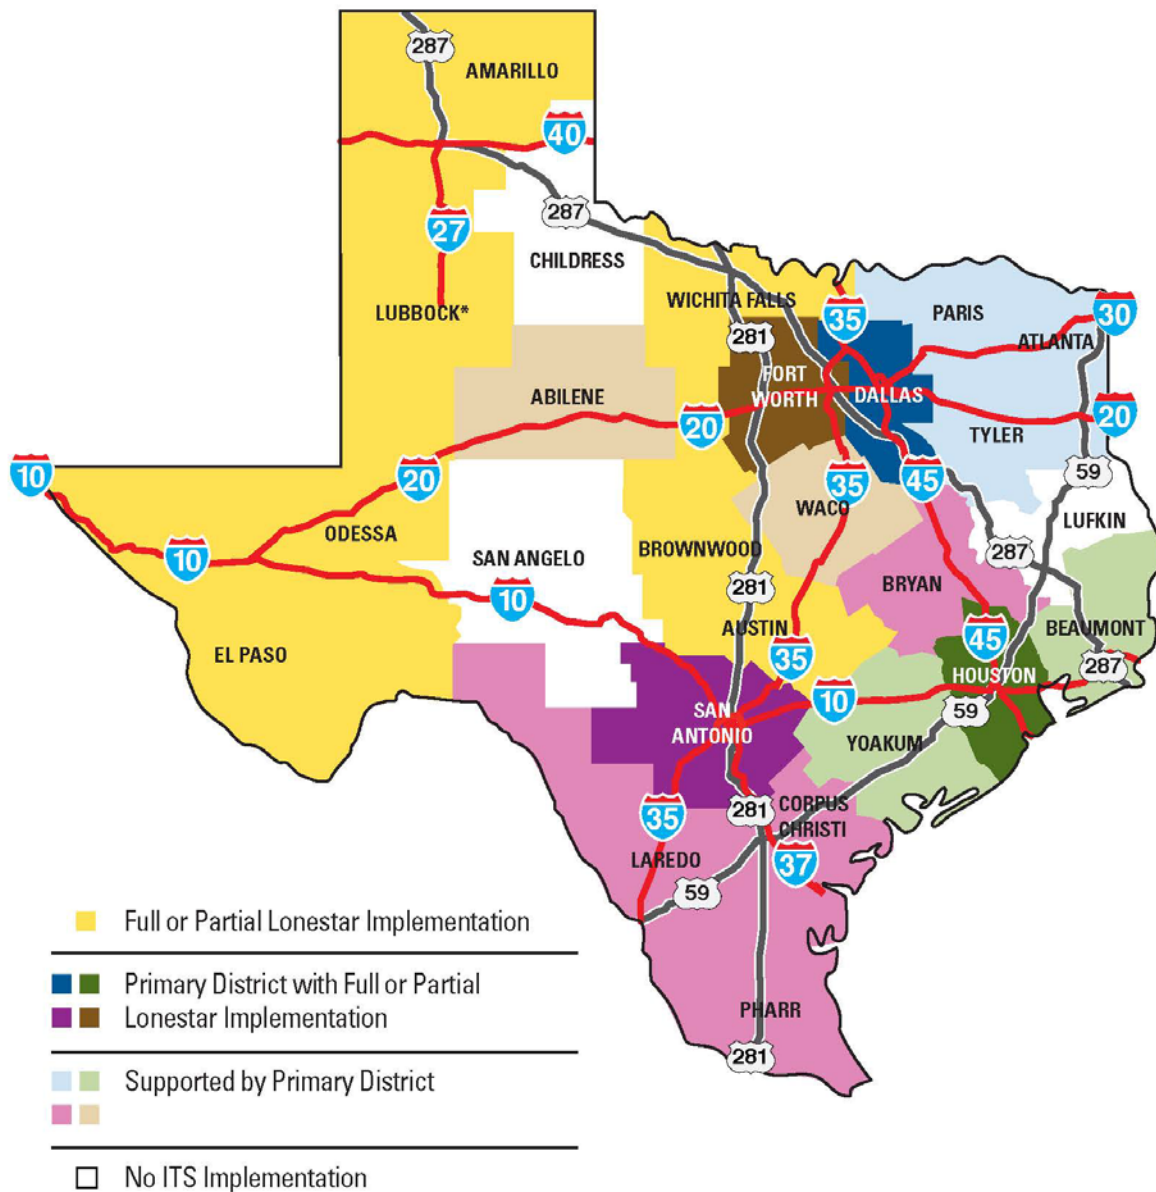 287
AMARILLO
40
287
27
CHILDRESS
LUBBOCK*
WICHITA FALLS
35
PARIS
30
281
ATLANTA
FORT
WORTH
DALLAS
ABILENE
20
20
TYLER
10
20
35
45
59
WACO
LUFKIN
ODESSA
BROWNWOOD
287
10
SAN ANGELO
10
281
BRYAN
AUSTIN
45
BEAUMONT
EL PASO
35
HOUSTON
287
10
59
SAN
ANTONIO
YOAKUM
35
281
CORPUS
CHRISTI
LAREDO
37
59
PHARR
281
Full or Partial Lonestar Implementation
Primary District with Full or Partial
Lonestar Implementation
Supported by Primary District
No ITS Implementation